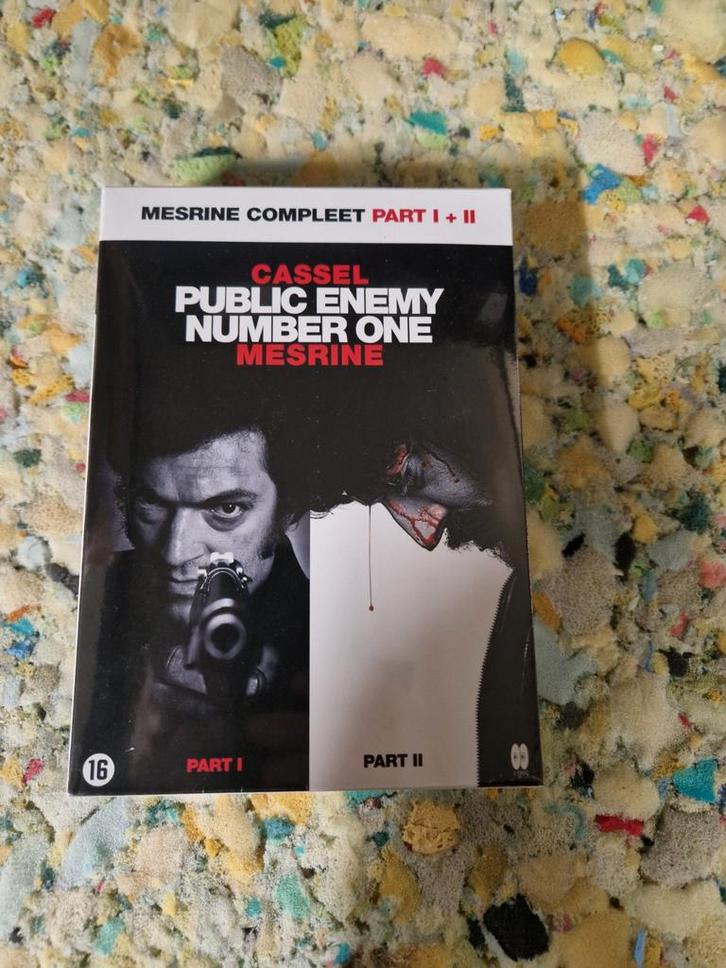 MESRINE COMPLEET PART I + II
CASSEL
PUBLIC ENEMY
NUMBER ONE
MESRINE
PART I
PART II
16